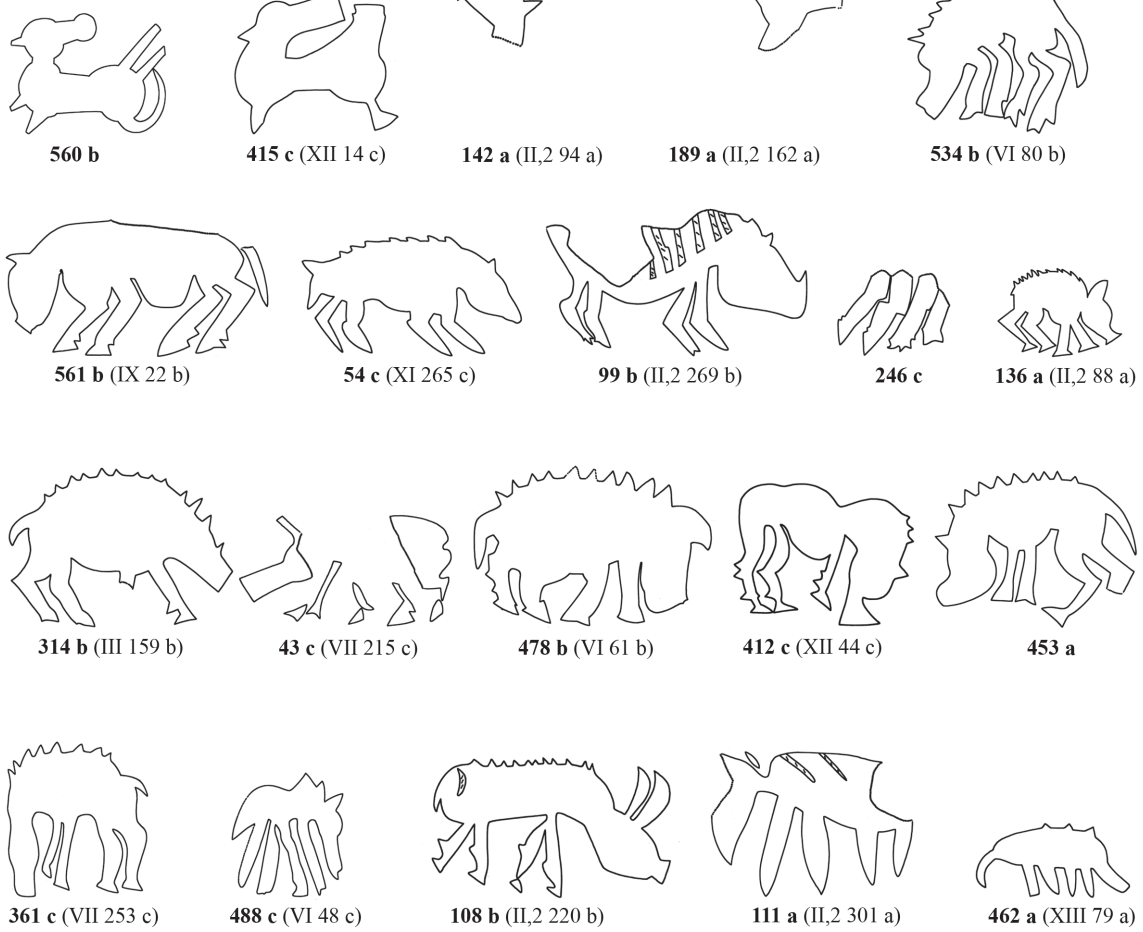 560 b 415 c (XII 14 c) 142 a (II,2 94 a) 189 a (II,2 162 a) 534 b (VI 80 b)
561 b (IX 22 b) 54 c (XI 265 c) 99 b (II,2 269 b) 246 c 136 a (II,2 88 a)
314 b (III 159 b) 43 c (VII 215 c) 478 b (VI 61 b) 412 c (XII 44 c) 453 a
361 c (VII 253 c) 488 c (VI 48 c) 108 b (II,2 220 b) 111 a (II,2 301 a) 462 a (XIII 79 a)